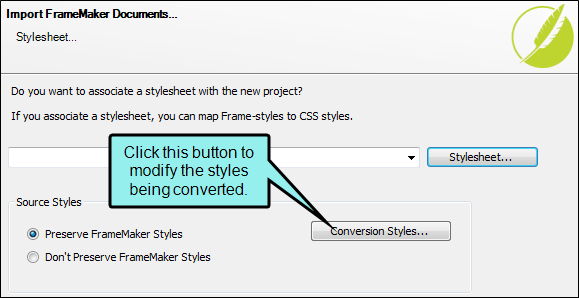 Import FrameMaker Documents...
Stylesheet...
Do you want to associate a stylesheet with the new project?
If you associate a stylesheet, you can map Frame-styles to CSS styles.
Click this button to
modify the styles
being converted.
Stylesheet...
Source Styles
Preserve FrameMaker Styles
Conversion Styles...
Don't Preserve FrameMaker Styles